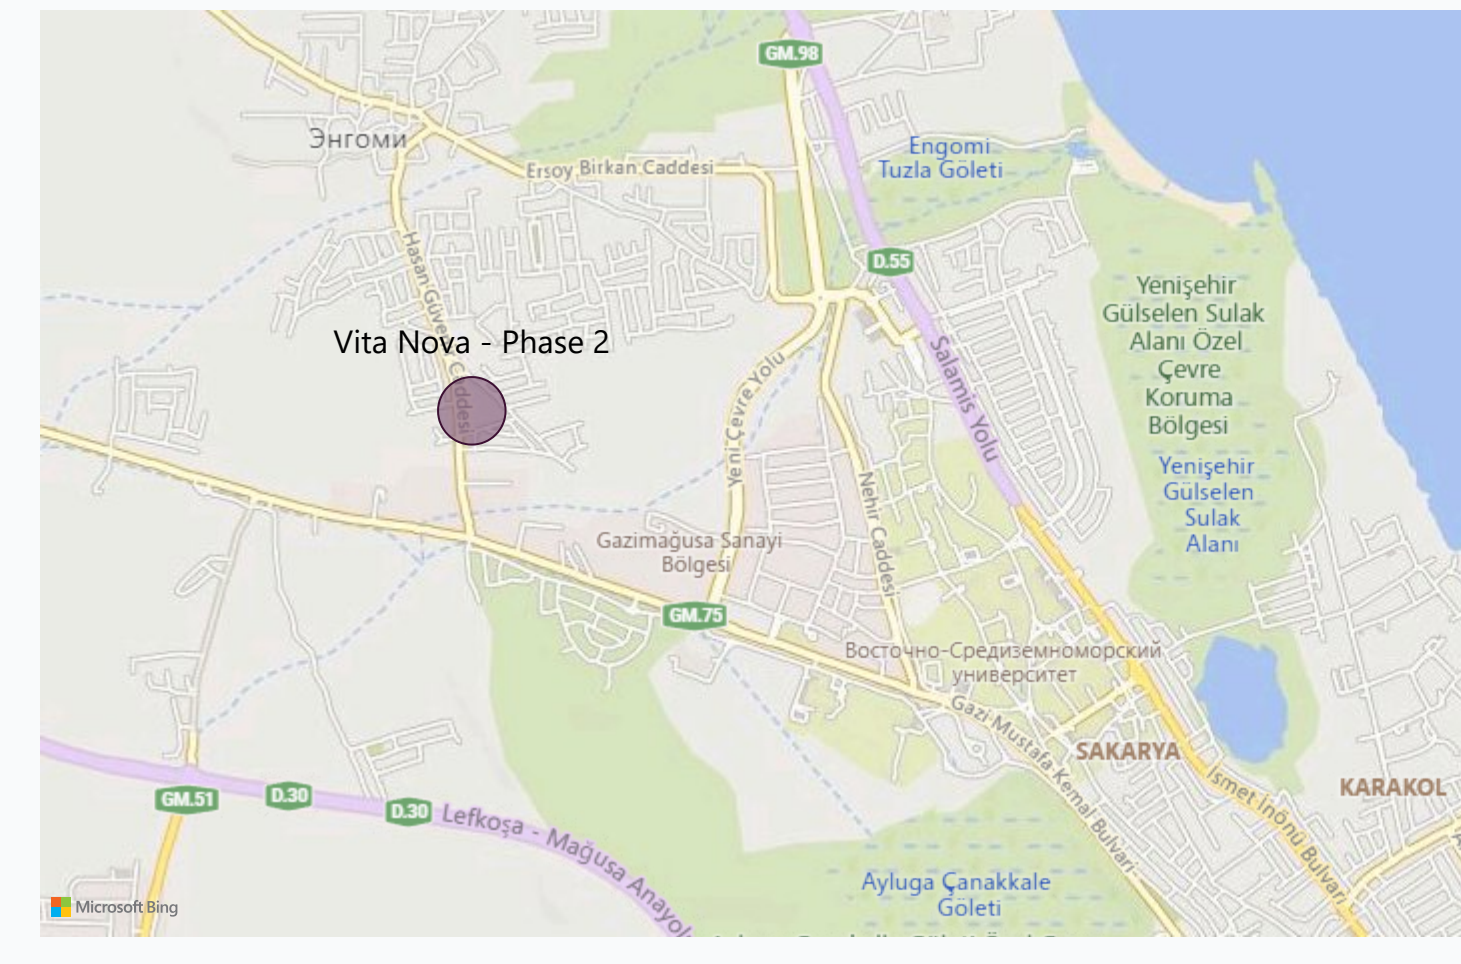 GM.98
Энгоми
Engomi
Tuzla Göleti
Ersoy Birkan Caddesi
Hasan Güven Caddesi
D.55
Yenişehir
Gülselen Sulak
Alanı Özel
Çevre
Koruma
Bölgesi
Vita Nova - Phase 2
Salamis Yolu
Yeni Çevre Yolu
Yenişehir
Gülselen
Sulak
Alanı
Nehir Caddesi
Gazimağusa Sanayi
Bölgesi
GM.75
Восточно-Средиземноморский
университет
Gazi Mustafa Kemal Bulvarı
SAKARYA
İsmet İnönü Bulvarı
KARAKOL
GM.51
D.30
D.30
Lefkoşa - Mağusa Anayolu
Ayluga Çanakkale
Göleti
Microsoft Bing